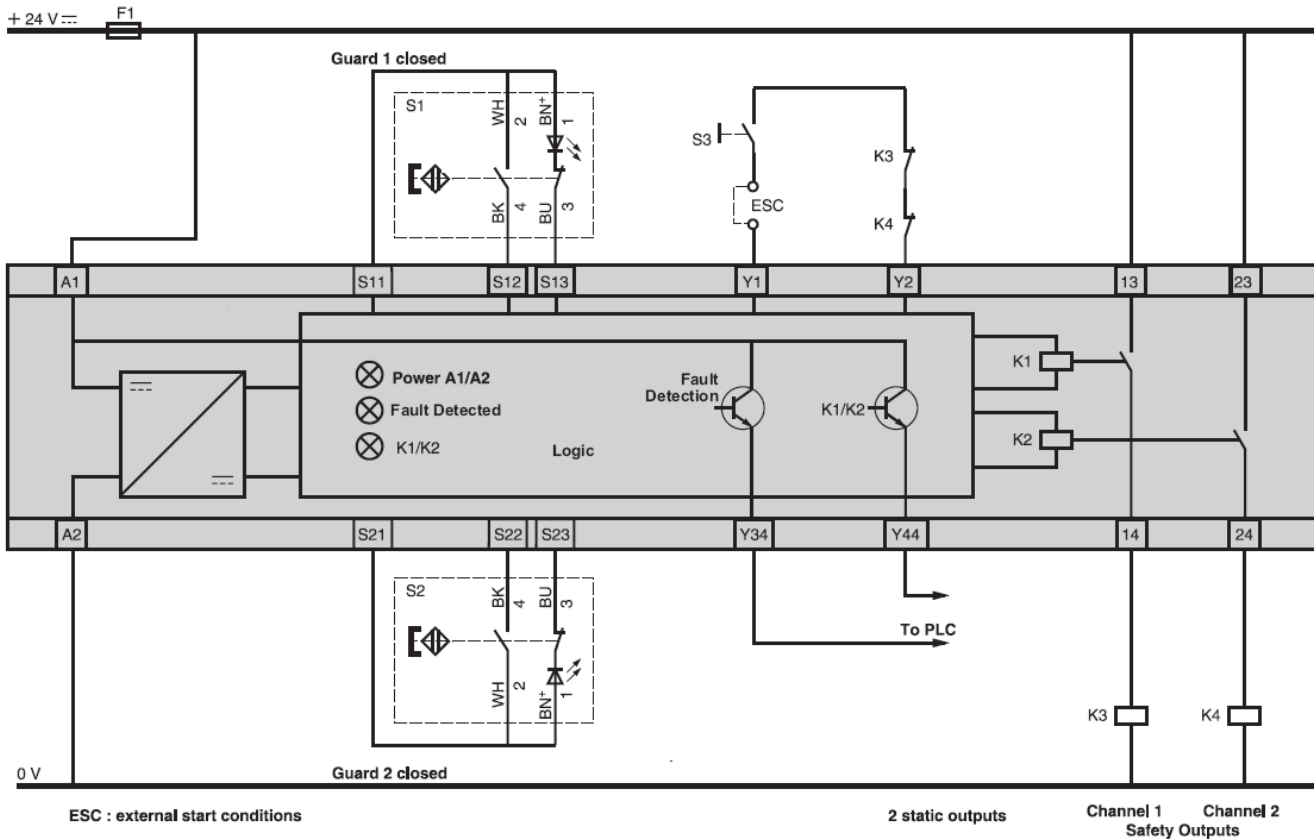 + 24 V F1
Guard 1 closed
S1
WH 2 BN+ 1
BK 4 BU 3
S3
ESC
K3
K4
A1 S11 S12 S13 Y1 Y2 13 23
Power A1/A2
Fault Detected
K1/K2
Logic
Fault
Detection
K1/K2
K1
K2
A2 S21 S22 S23 Y34 Y44 14 24
S2
BK 4 BU 3
WH 2 BN+ 1
To PLC
K3 K4
0 V
Guard 2 closed
ESC : external start conditions
2 static outputs
Channel 1 Channel 2
Safety Outputs